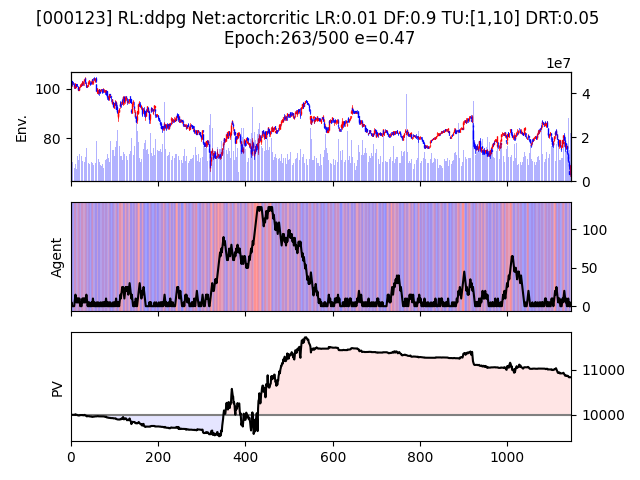 [000123] RL:ddpg Net:actorcritic LR:0.01 DF:0.9 TU:[1,10] DRT:0.05
Epoch:263/500 e=0.47
1e7
Env.
100
80
4
2
0
Agent
100
50
0
PV
11000
10000
0
200
400
600
800
1000